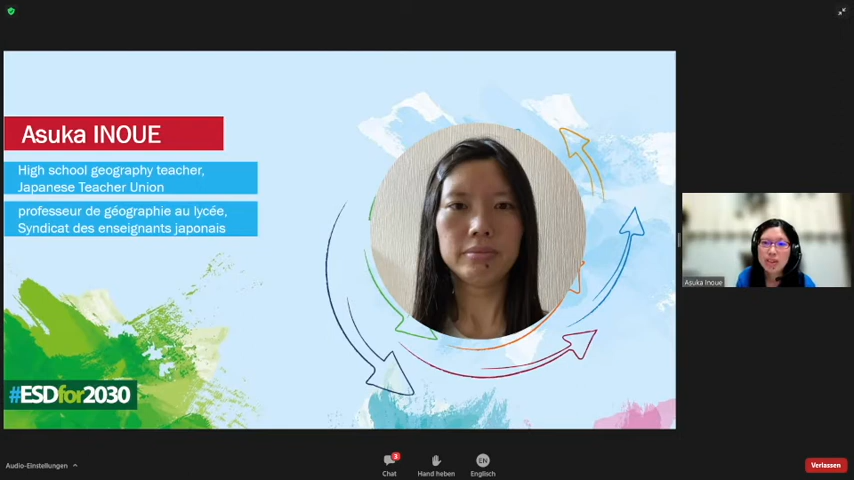 Asuka INOUE
High school geography teacher,
Japanese Teacher Union
professeur de géographie au lycée,
Syndicat des enseignants japonais
#ESDfor2030
Asuka Inoue
Audio-Einstellungen
3
Chat
Hand heben
EN
Englisch
Verlassen